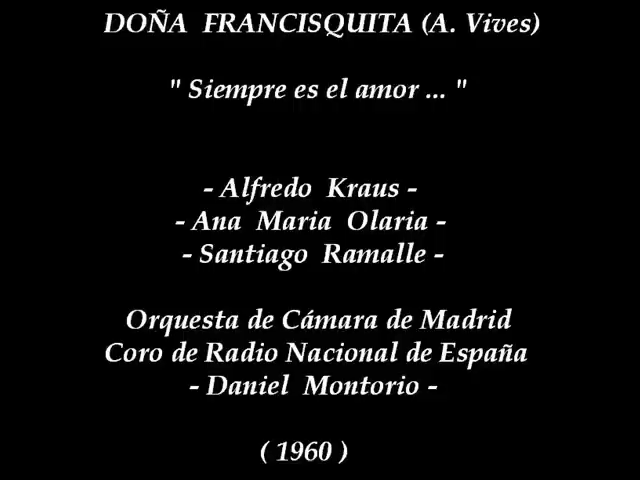 DOÑA FRANCISQUITA (A. Vives)
" Siempre es el amor ... "
- Alfredo Kraus -
- Ana Maria Olaria -
- Santiago Ramalle -
Orquesta de Cámara de Madrid
Coro de Radio Nacional de España
- Daniel Montorio -
( 1960 )